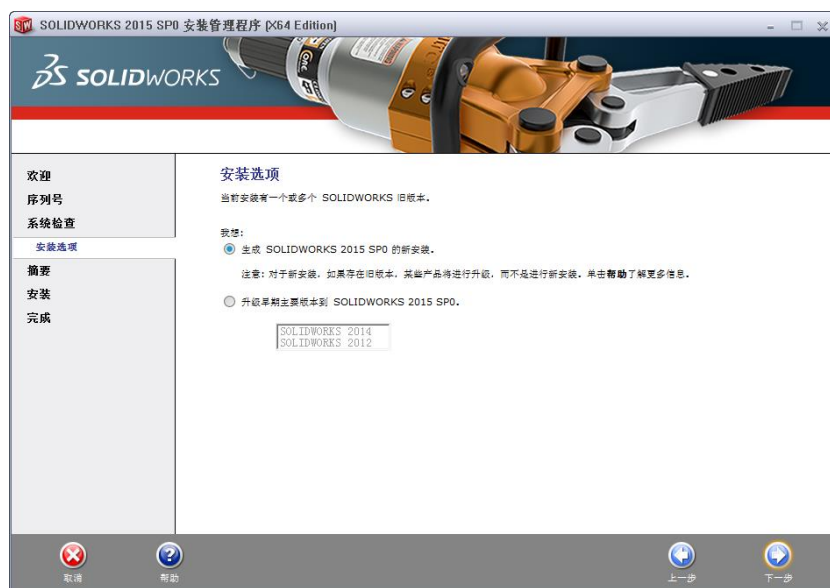 SOLIDWORKS 2015 SP0 安装管理程序 (X64 Edition)
SOLIDWORKS
欢迎
序列号
系统检查
安装选项
摘要
安装
完成
安装选项
当前安装有一个或多个 SOLIDWORKS 旧版本。
我想:
生成 SOLIDWORKS 2015 SP0 的新安装。
注意: 对于新安装, 如果存在旧版本, 某些产品将进行升级, 而不是进行新安装。单击帮助了解更多信息。
升级早期主要版本到 SOLIDWORKS 2015 SP0。
SOLIDWORKS 2014
SOLIDWORKS 2012
取消
帮助
上一步
下一步